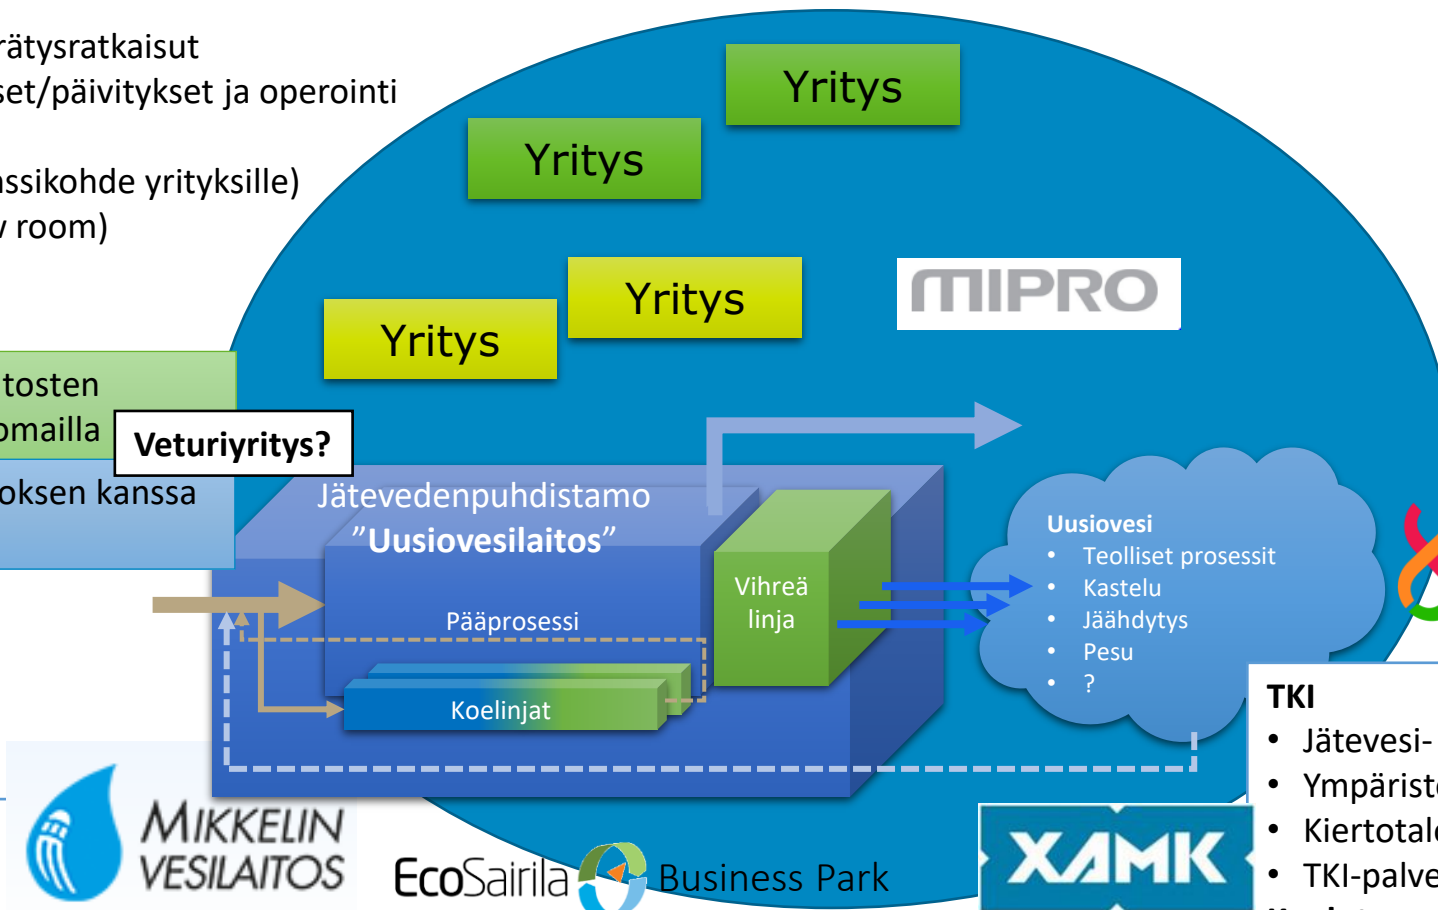 rätysratkaisut
set/päivitykset ja operointi
ssikohde yrityksille)
v room)
Yritys
Yritys
Yritys
Yritys
MIPRO
tosten
omailla
Veturiyritys?
oksen kanssa
Jätevedenpuhdistamo
”Uusiovesilaitos”
Pääprosessi
Vihreä
linja
Koelinjat
Uusiovesi
• Teolliset prosessit
• Kastelu
• Jäähdytys
• Pesu
• ?
TKI
• Jätevesi-
• Ympärist
• Kiertotal
• TKI-palve
MIKKELIN
VESILAITOS
EcoSairila Business Park
XAMK